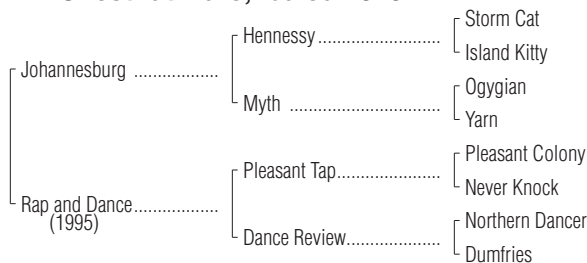 Storm Cat
Hennessy
Island Kitty
Johannesburg
Ogygian
Myth
Yarn
Pleasant Colony
Pleasant Tap
Never Knock
Rap and Dance
(1995)
Northern Dancer
Dance Review
Dumfries